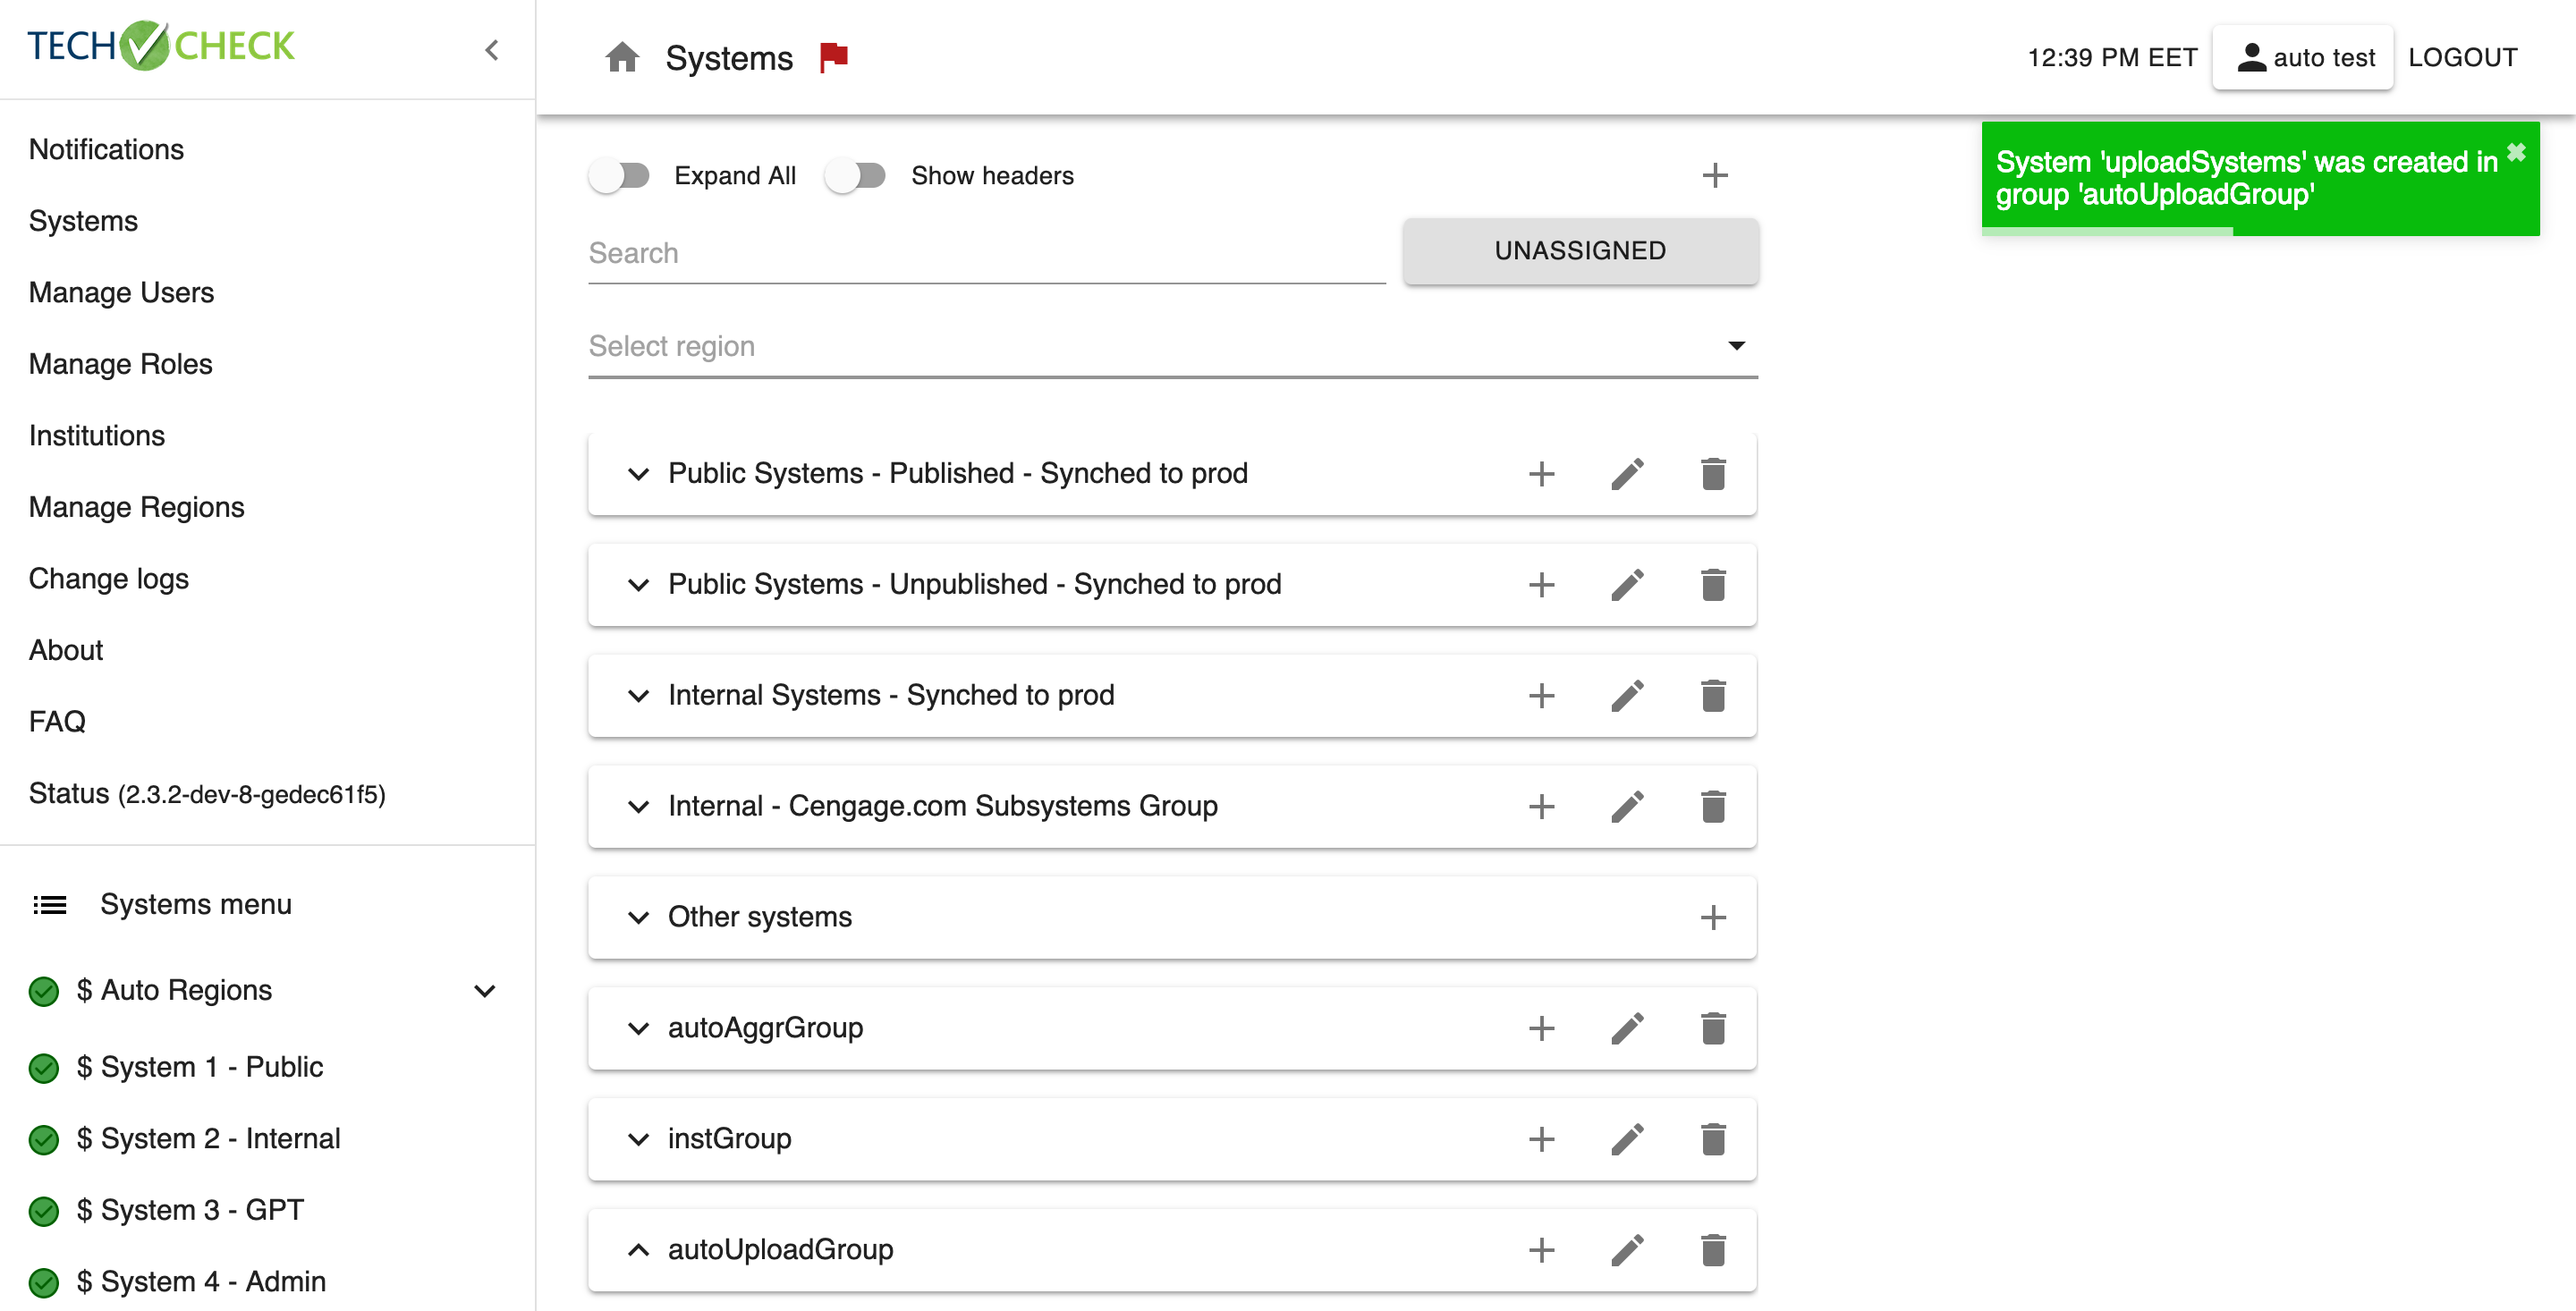 TECH CHECK
Systems
12:39 PM EET
auto test
LOGOUT
Notifications
Systems
Manage Users
Manage Roles
Institutions
Manage Regions
Change logs
About
FAQ
Status (2.3.2-dev-8-gedec61f5)
Systems menu
$ Auto Regions
$ System 1 - Public
$ System 2 - Internal
$ System 3 - GPT
$ System 4 - Admin
Expand All
Show headers
Search
UNASSIGNED
Select region
Public Systems - Published - Synched to prod
Public Systems - Unpublished - Synched to prod
Internal Systems - Synched to prod
Internal - Cengage.com Subsystems Group
Other systems
autoAggrGroup
instGroup
autoUploadGroup
System 'uploadSystems' was created in
group 'autoUploadGroup'